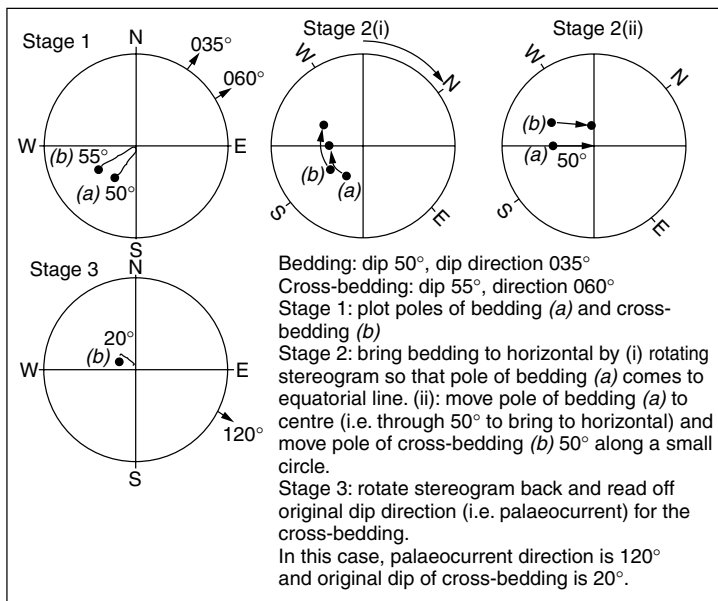 Stage 1
N
035°
060°
W
E
(b) 55°
(a) 50°
S
Stage 2(i)
W
N
(b)
(a)
S
E
Stage 2(ii)
W
N
(b)
(a)
50°
S
E
Stage 3
N
20°
(b)
W
E
120°
S
Bedding: dip 50°, dip direction 035°
Cross-bedding: dip 55°, direction 060°
Stage 1: plot poles of bedding (a) and cross-
bedding (b)
Stage 2: bring bedding to horizontal by (i) rotating
stereogram so that pole of bedding (a) comes to
equatorial line. (ii): move pole of bedding (a) to
centre (i.e. through 50° to bring to horizontal) and
move pole of cross-bedding (b) 50° along a small
circle.
Stage 3: rotate stereogram back and read off
original dip direction (i.e. palaeocurrent) for the
cross-bedding.
In this case, palaeocurrent direction is 120°
and original dip of cross-bedding is 20°.